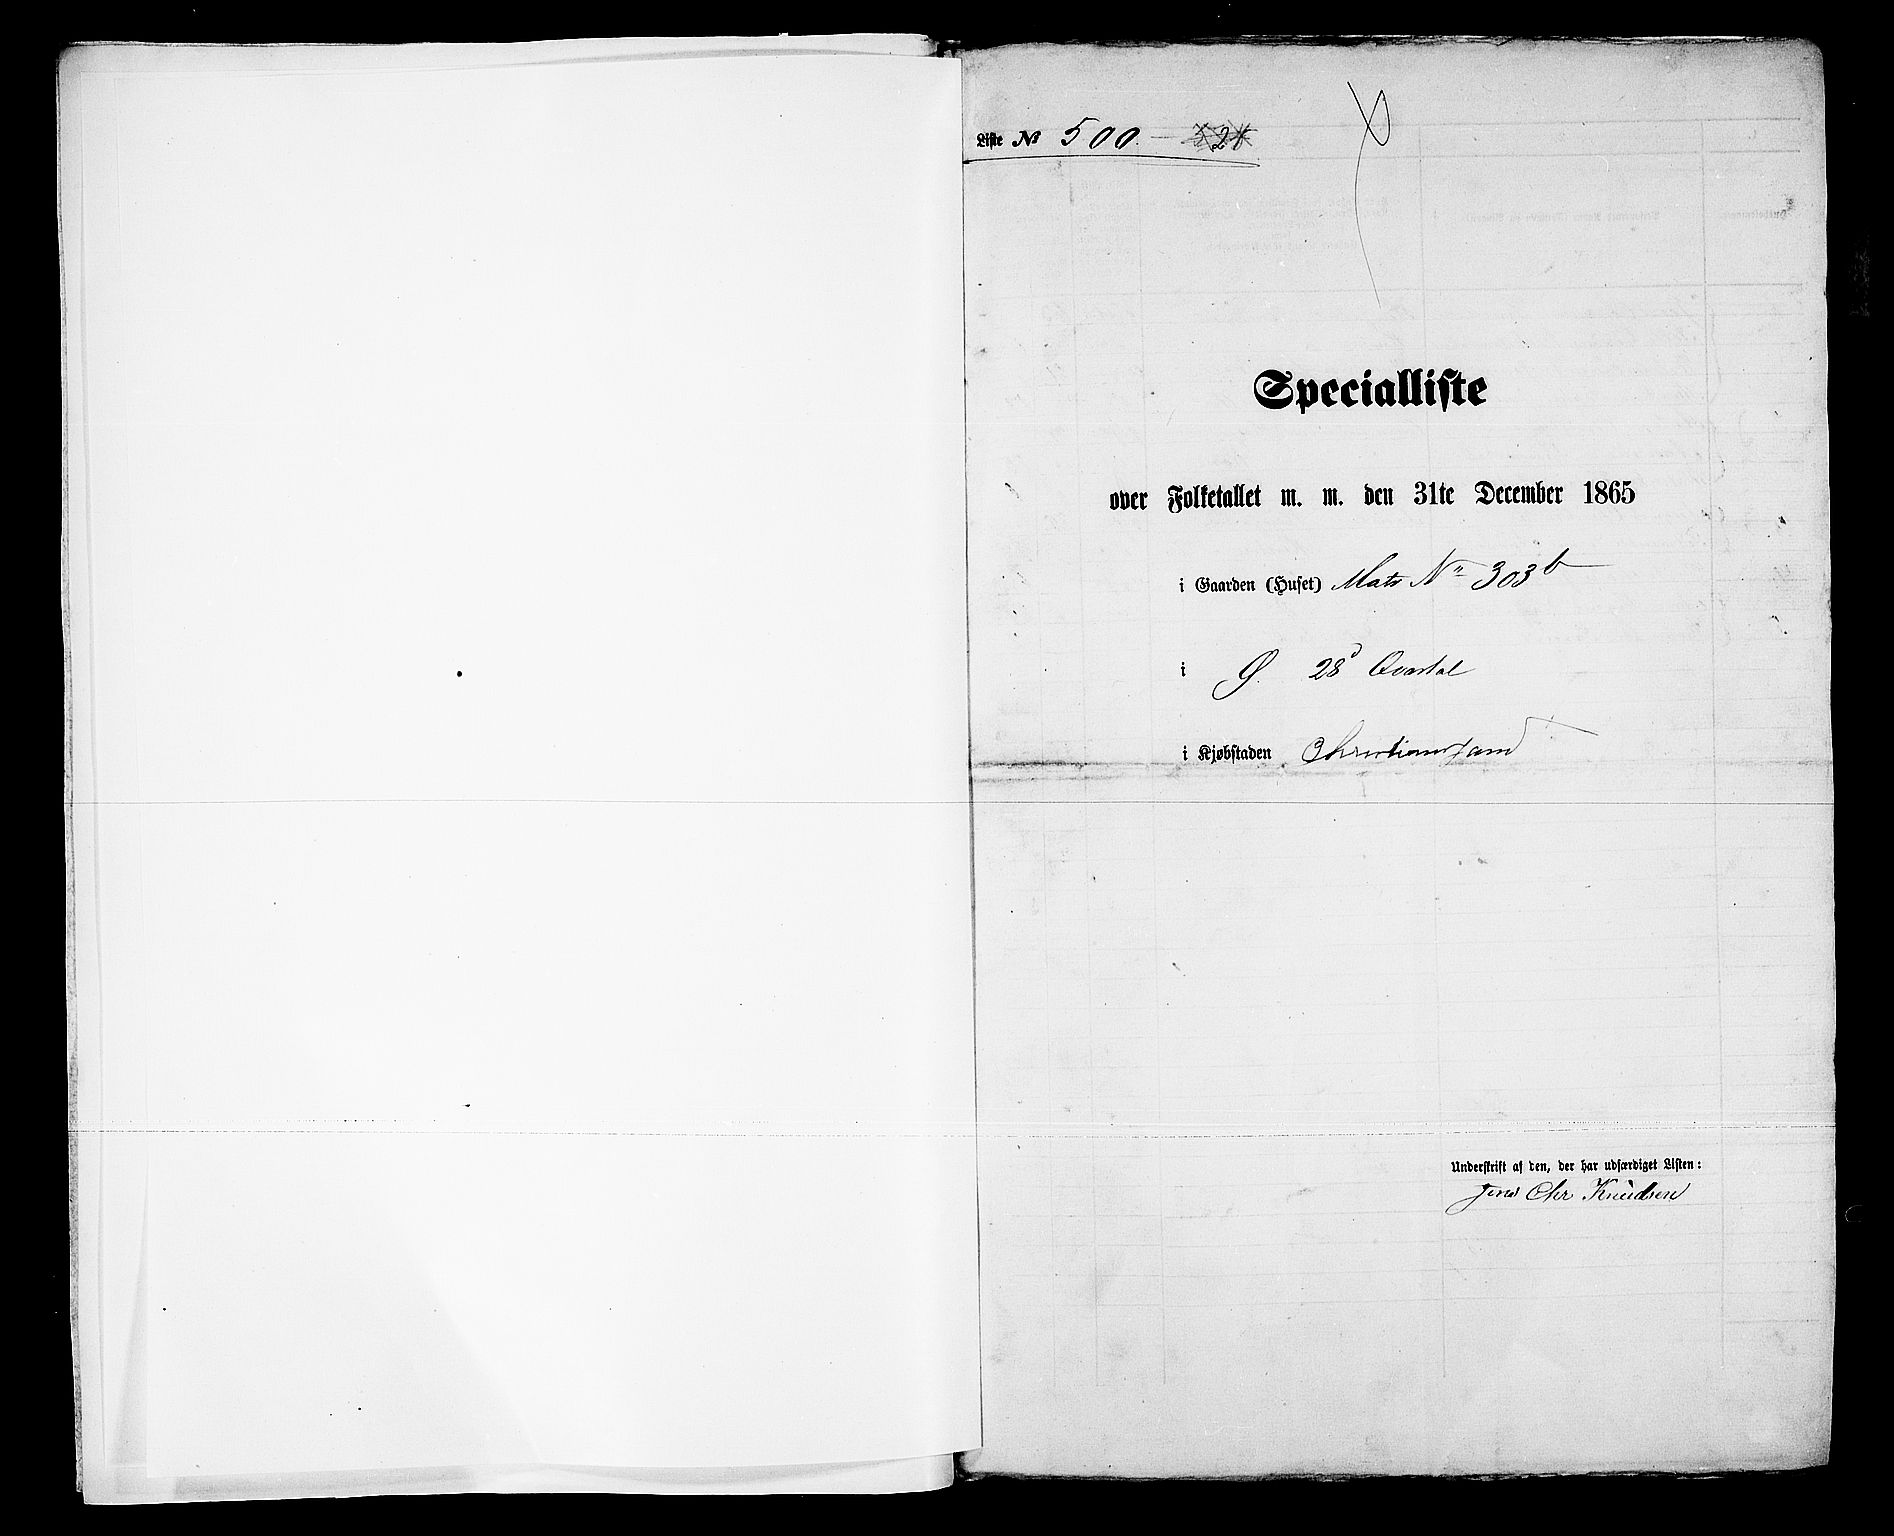 Liste № 500.
Specialliste
over Folketallet m. m. den 31te December 1865
i Gaarden (Huset) Matr No 303b
i Ø. 28d Qvartal
i Kjøbstaden Christianssand
Underskrift af den, der har udfærdiget Listen:
Jens Chr Knudsen